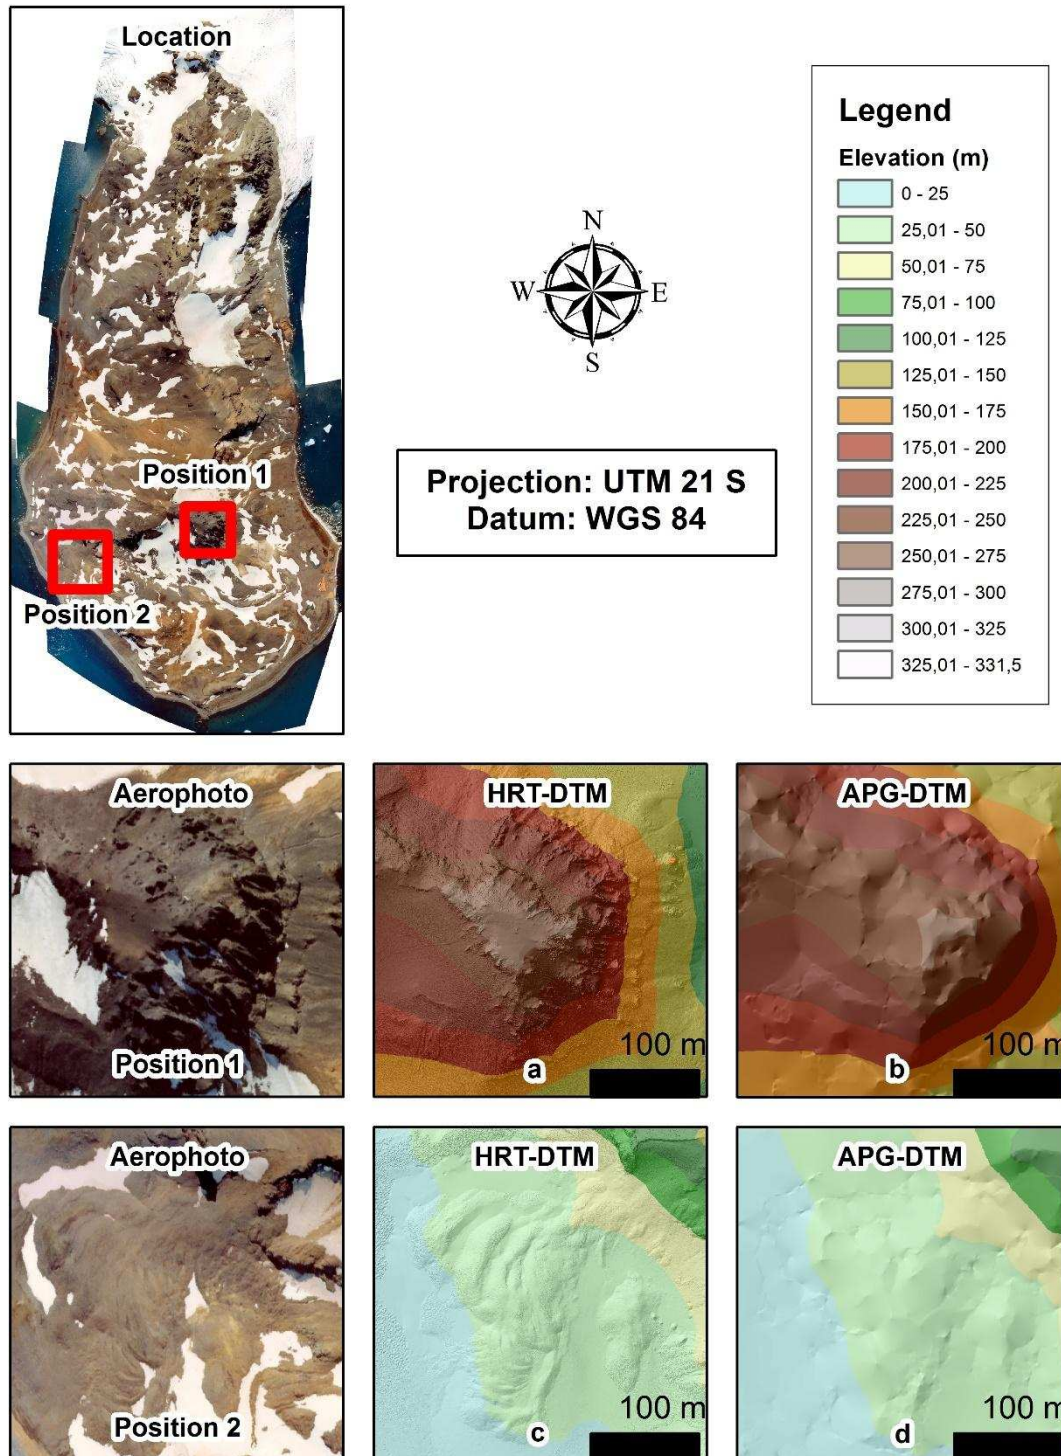 Location
Position 1
Position 2
N
W E
S
Projection: UTM 21 S
Datum: WGS 84
Legend
Elevation (m)
0 - 25
25,01 - 50
50,01 - 75
75,01 - 100
100,01 - 125
125,01 - 150
150,01 - 175
175,01 - 200
200,01 - 225
225,01 - 250
250,01 - 275
275,01 - 300
300,01 - 325
325,01 - 331,5
Aerophoto
Position 1
HRT-DTM
100 m
a
APG-DTM
100 m
b
Aerophoto
Position 2
HRT-DTM
100 m
c
APG-DTM
100 m
d